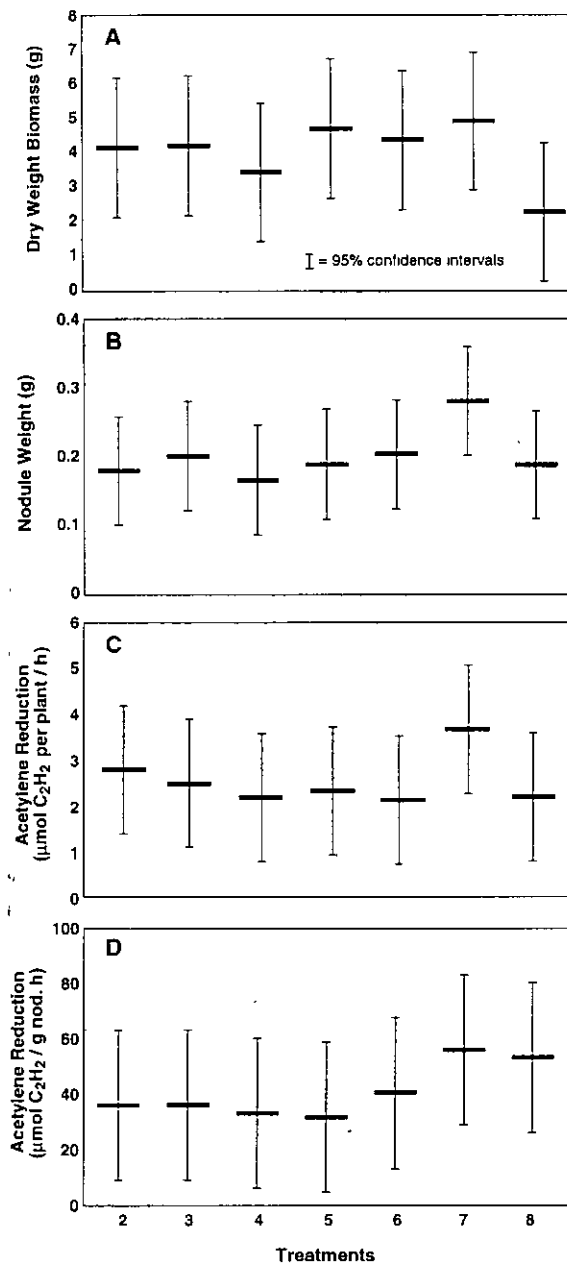 A
Dry Weight Biomass (g)
8
7
6
5
4
3
2
1
0
I = 95% confidence intervals
B
Nodule Weight (g)
0.4
0.3
0.2
0.1
0
C
Acetylene Reduction
(μmol C₂H₂ per plant / h)
6
5
4
3
2
1
0
D
Acetylene Reduction
(μmol C₂H₂ / g nod. h)
100
80
60
40
20
0
2 3 4 5 6 7 8
Treatments